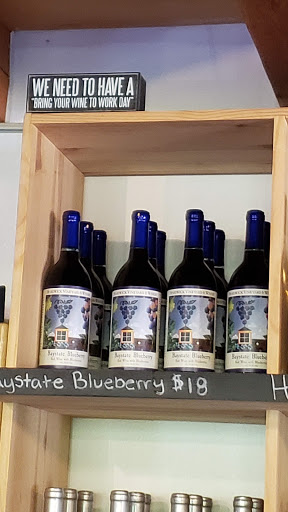 WE NEED TO HAVE A
"BRING YOUR WINE TO WORK DAY"
Baystate Blueberry
Baystate Blueberry
Baystate Blueberry
Baystate Blueberry
aystate Blueberry $18
H